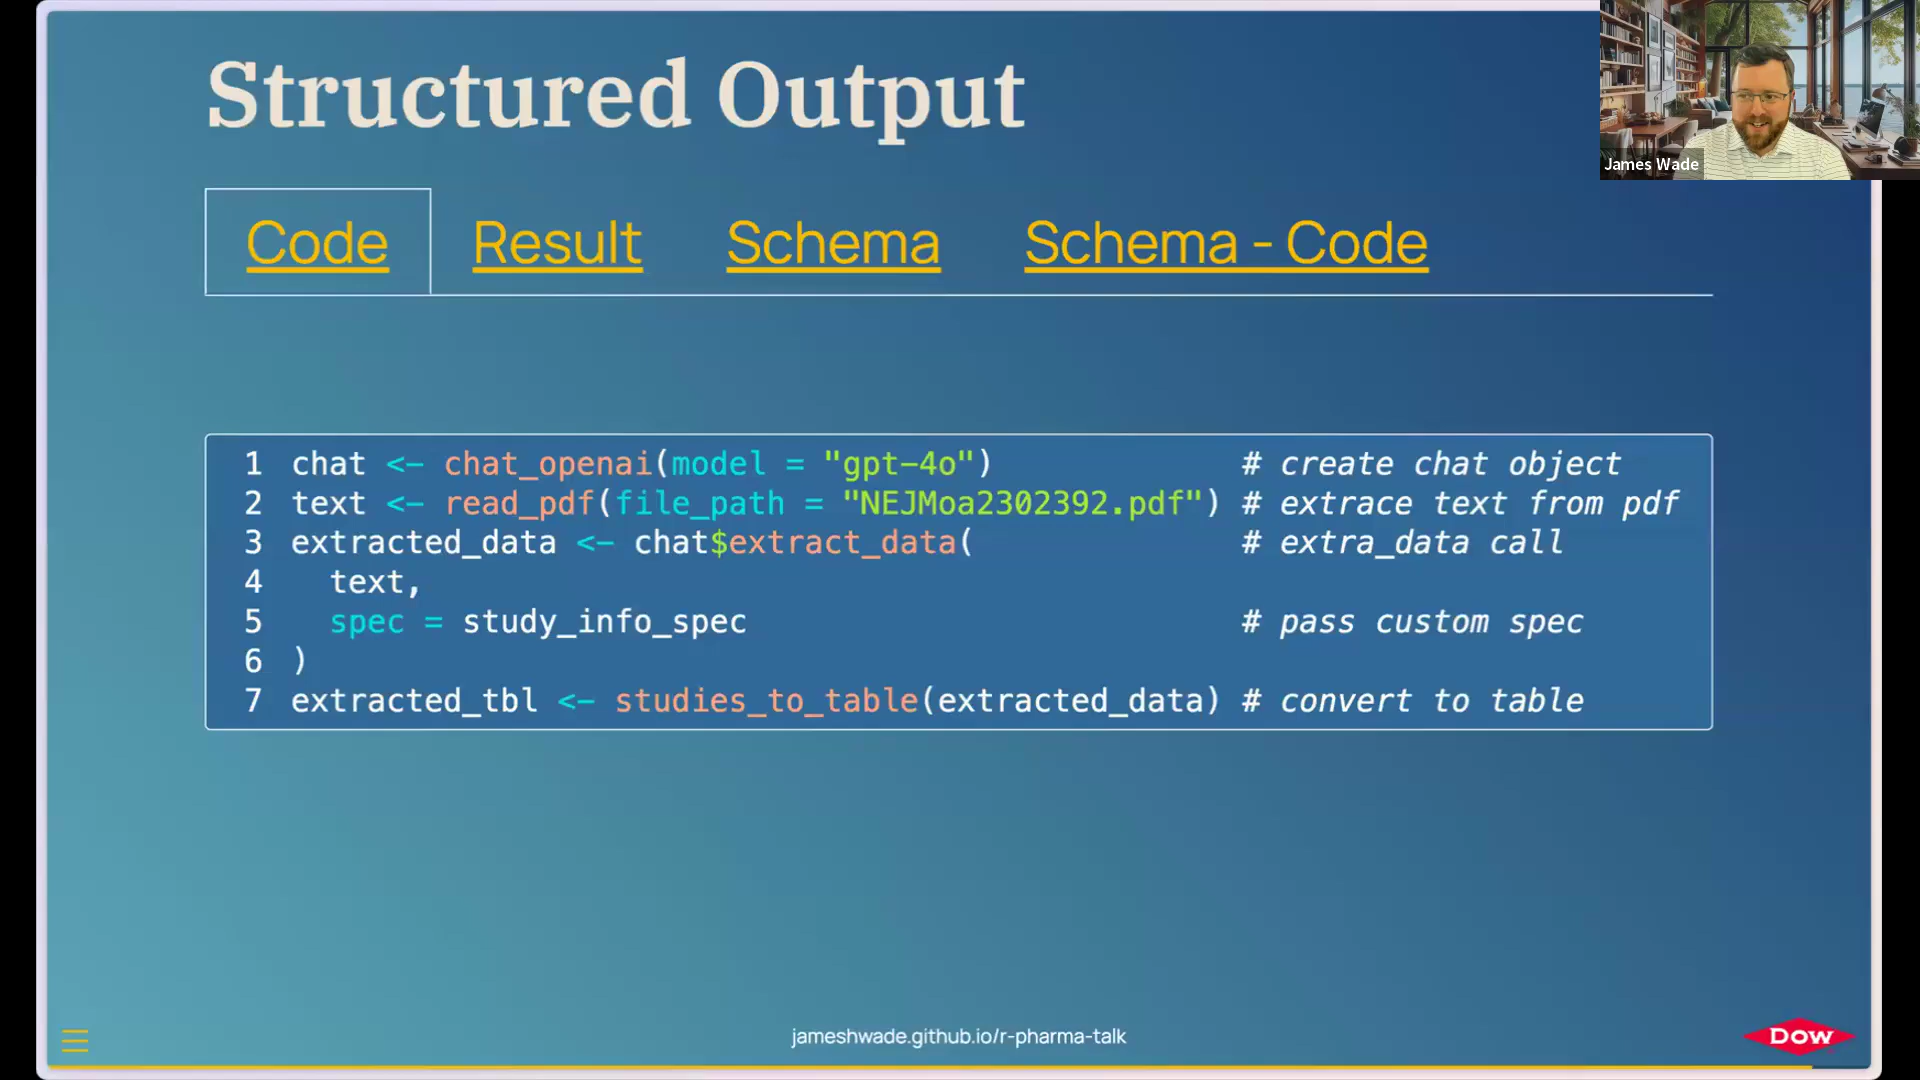 Structured Output
James Wade
Code Result Schema Schema - Code
1 chat <- chat_openai(model = "gpt-4o") # create chat object
2 text <- read_pdf(file_path = "NEJMoa2302392.pdf") # extrace text from pdf
3 extracted_data <- chat$extract_data( # extra_data call
4 text,
5 spec = study_info_spec # pass custom spec
6 )
7 extracted_tbl <- studies_to_table(extracted_data) # convert to table
jameshwade.github.io/r-pharma-talk
Dow